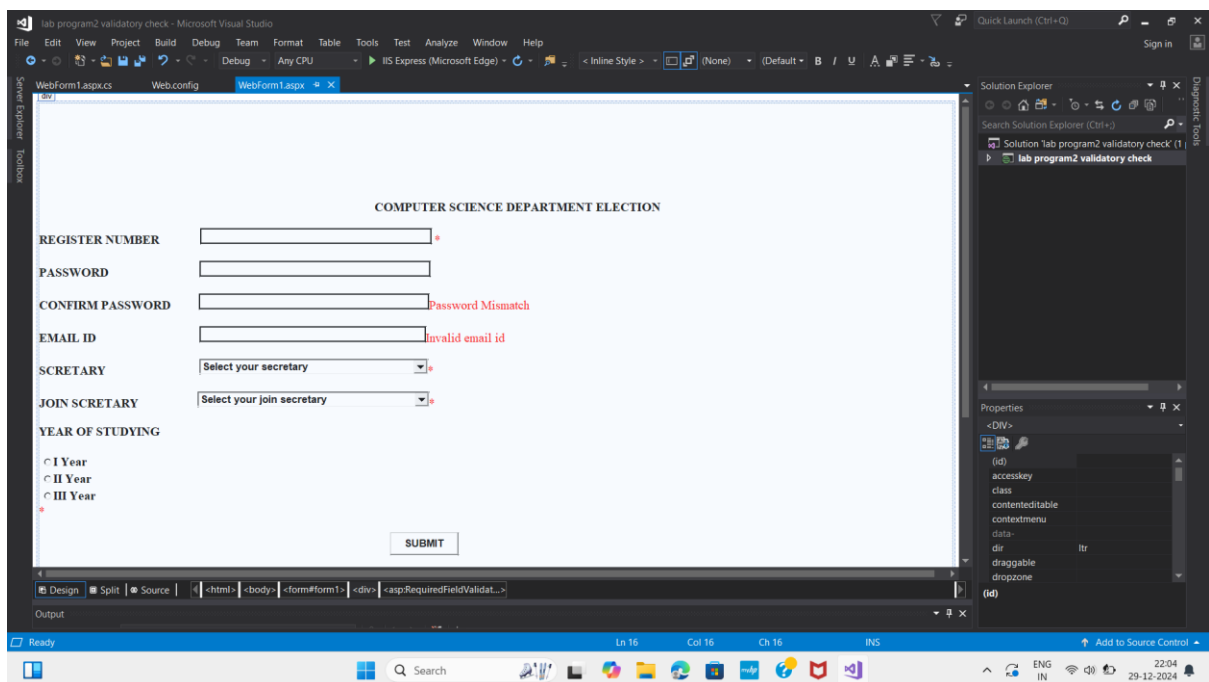 lab program2 validatory check - Microsoft Visual Studio
Quick Launch (Ctrl+Q)
File Edit View Project Build Debug Team Format Table Tools Test Analyze Window Help
Sign in
Debug Any CPU IIS Express (Microsoft Edge) < Inline Style > (None) (Default B I U A
WebForm1.aspx.cs Web.config WebForm1.aspx
Server Explorer
Toolbox
div
COMPUTER SCIENCE DEPARTMENT ELECTION
REGISTER NUMBER *
PASSWORD
CONFIRM PASSWORD Password Mismatch
EMAIL ID Invalid email id
SCRETARY Select your secretary *
JOIN SCRETARY Select your join secretary *
YEAR OF STUDYING
I Year
II Year
III Year
*
SUBMIT
Design Split Source <html> <body> <form#form1> <div> <asp:RequiredFieldValidat...>
Output
Solution Explorer
Search Solution Explorer (Ctrl+;)
Solution 'lab program2 validatory check' (1
lab program2 validatory check
Diagnostic Tools
Properties
<DIV>
(id)
accesskey
class
contenteditable
contextmenu
data-
dir ltr
draggable
dropzone
(id)
Ready Ln 16 Col 16 Ch 16 INS Add to Source Control
Search
ENG
IN
22:04
29-12-2024